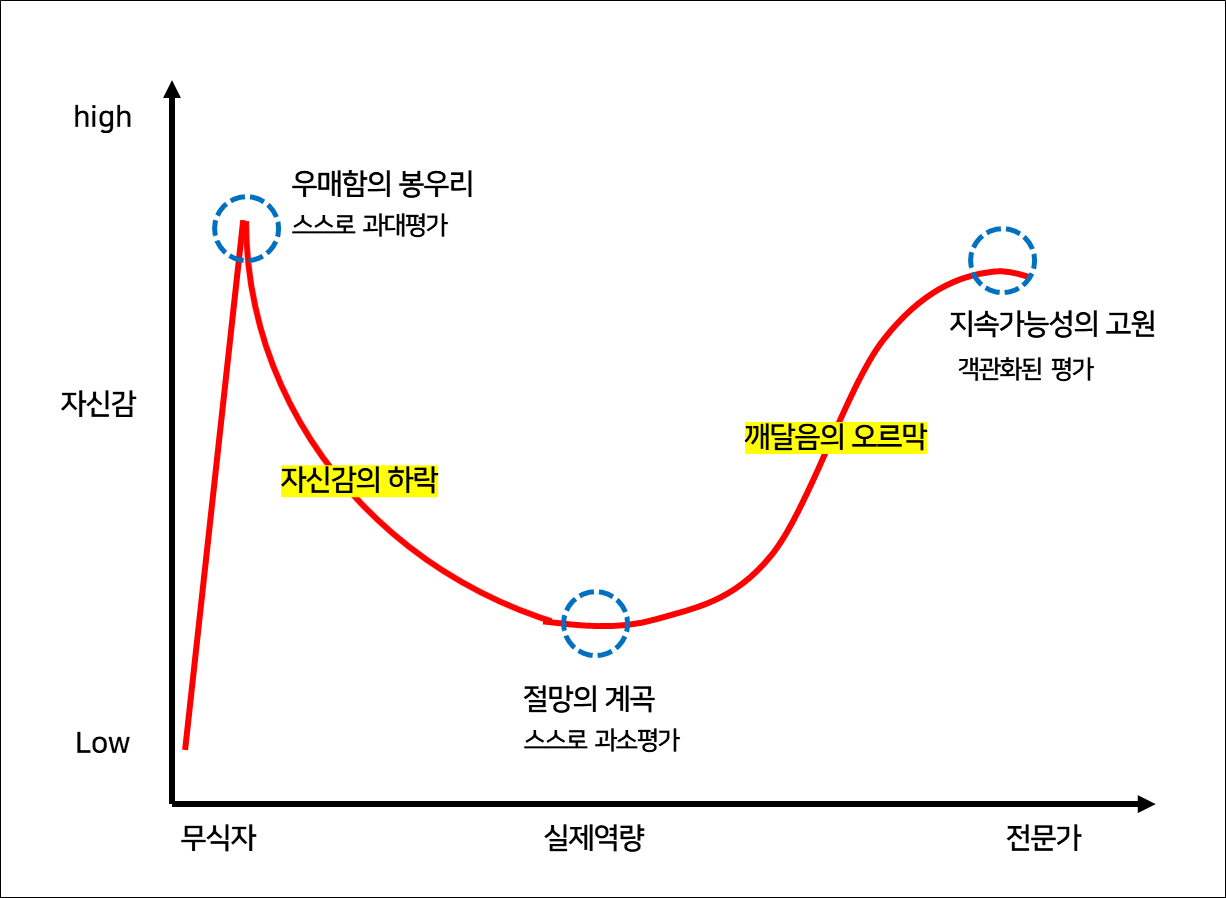 high
우매함의 봉우리
스스로 과대평가
지속가능성의 고원
객관화된 평가
자신감
깨달음의 오르막
자신감의 하락
절망의 계곡
스스로 과소평가
Low
무식자
실제역량
전문가